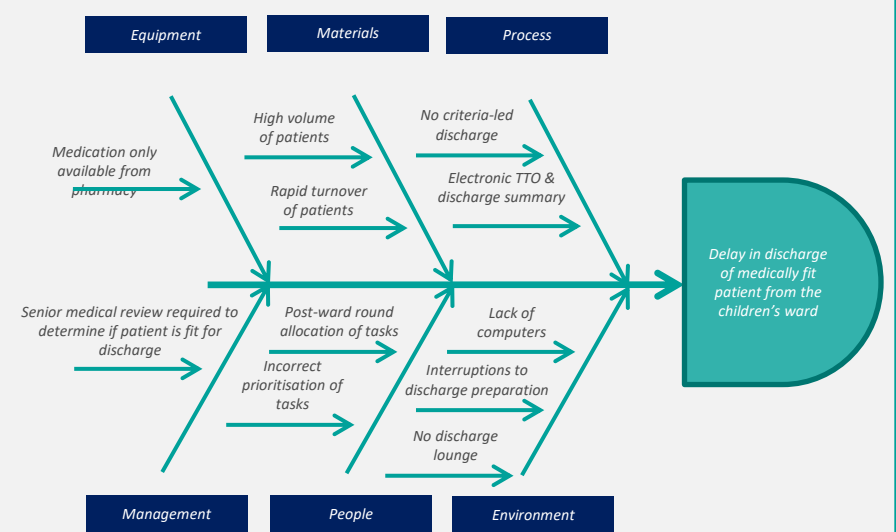 Equipment
Materials
Process
High volume
of patients
No criteria-led
discharge
Medication only
available from
pharmacy
Rapid turnover
of patients
Electronic TTO &
discharge summary
Delay in discharge
of medically fit
patient from the
children's ward
Senior medical review required to
determine if patient is fit for
discharge
Post-ward round
allocation of tasks
Lack of
computers
Incorrect
prioritisation of
tasks
Interruptions to
discharge preparation
No discharge
lounge
Management
People
Environment